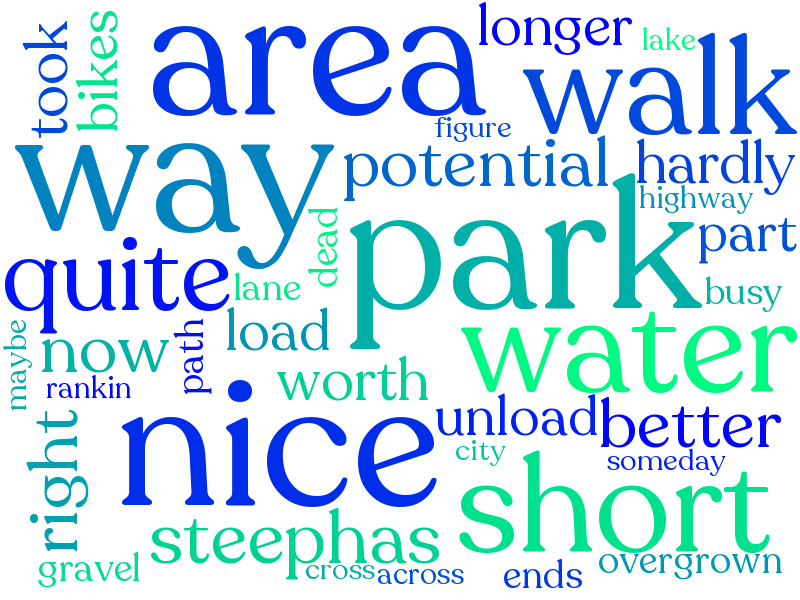 took
bikes
area
longer
lake
walk
way
figure
potential
hardly
highway
part
dead
park
quite
lane
busy
now
path
load
water
maybe
rankin
worth
nice
unload
better
city
someday
right
short
steephas
gravel
cross
across
ends
overgrown